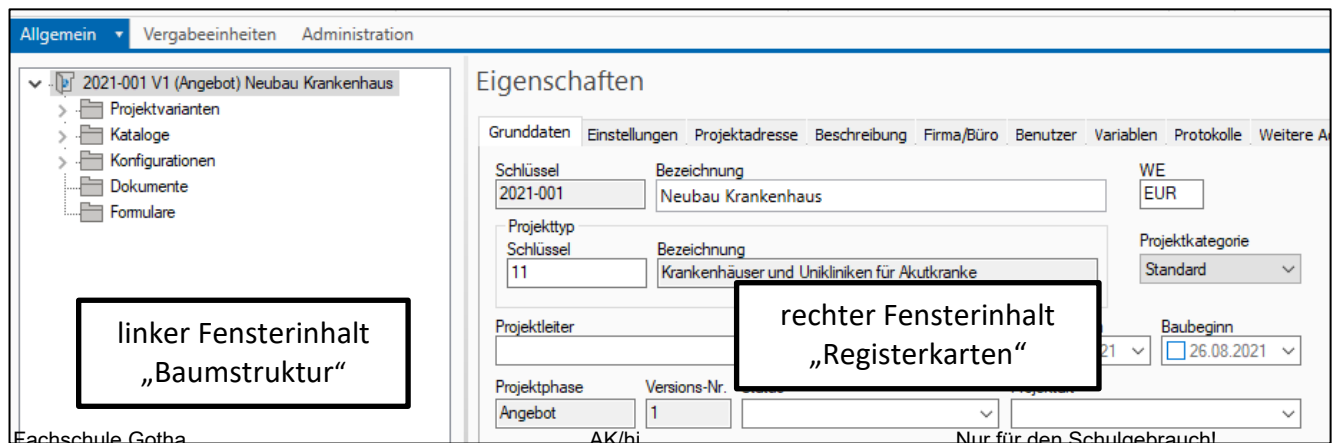 Allgemein Vergabeeinheiten Administration
2021-001 V1 (Angebot) Neubau Krankenhaus
Projektvarianten
Kataloge
Konfigurationen
Dokumente
Formulare
linker Fensterinhalt
„Baumstruktur“
Eigenschaften
Grunddaten Einstellungen Projektadresse Beschreibung Firma/Büro Benutzer Variablen Protokolle Weitere
Schlüssel Bezeichnung WE
2021-001 Neubau Krankenhaus EUR
Projekttyp
Schlüssel Bezeichnung Projektkategorie
11 Krankenhäuser und Unikliniken für Akutkranke Standard
rechter Fensterinhalt
„Registerkarten“
Projektleiter Baubeginn
21 26.08.2021
Projektphase Versions-Nr.
Angebot 1
Fachschule Gotha AK/hi Nur für den Schulgebrauch!